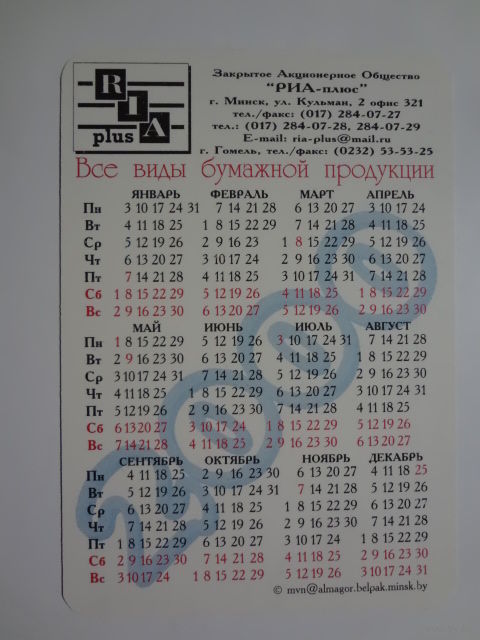 RIA
plus
Закрытое Акционерное Общество
"РИА-плюс"
г. Минск, ул. Кульман, 2 офис 321
тел./факс: (017) 284-07-27
тел.: (017) 284-07-28, 284-07-29
E-mail: ria-plus@mail.ru
г. Гомель, тел./факс: (0232) 53-53-25
Все виды бумажной продукции
ЯНВАРЬ ФЕВРАЛЬ МАРТ АПРЕЛЬ
Пн 3 10 17 24 31 7 14 21 28 6 13 20 27 3 10 17 24
Вт 4 11 18 25 1 8 15 22 29 7 14 21 28 4 11 18 25
Ср 5 12 19 26 2 9 16 23 1 8 15 22 29 5 12 19 26
Чт 6 13 20 27 3 10 17 24 2 9 16 23 30 6 13 20 27
Пт 7 14 21 28 4 11 18 25 3 10 17 24 31 7 14 21 28
Сб 1 8 15 22 29 5 12 19 26 4 11 18 25 1 8 15 22 29
Вс 2 9 16 23 30 6 13 20 27 5 12 19 26 2 9 16 23 30
МАЙ ИЮНЬ ИЮЛЬ АВГУСТ
Пн 1 8 15 22 29 5 12 19 26 3 10 17 24 31 7 14 21 28
Вт 2 9 16 23 30 6 13 20 27 4 11 18 25 1 8 15 22 29
Ср 3 10 17 24 31 7 14 21 28 5 12 19 26 2 9 16 23 30
Чт 4 11 18 25 1 8 15 22 29 6 13 20 27 3 10 17 24 31
Пт 5 12 19 26 2 9 16 23 30 7 14 21 28 4 11 18 25
Сб 6 13 20 27 3 10 17 24 1 8 15 22 29 5 12 19 26
Вс 7 14 21 28 4 11 18 25 2 9 16 23 30 6 13 20 27
СЕНТЯБРЬ ОКТЯБРЬ НОЯБРЬ ДЕКАБРЬ
Пн 4 11 18 25 2 9 16 23 30 6 13 20 27 4 11 18 25
Вт 5 12 19 26 3 10 17 24 31 7 14 21 28 5 12 19 26
Ср 6 13 20 27 4 11 18 25 1 8 15 22 29 6 13 20 27
Чт 7 14 21 28 5 12 19 26 2 9 16 23 30 7 14 21 28
Пт 1 8 15 22 29 6 13 20 27 3 10 17 24 1 8 15 22 29
Сб 2 9 16 23 30 7 14 21 28 4 11 18 25 2 9 16 23 30
Вс 3 10 17 24 1 8 15 22 29 5 12 19 26 3 10 17 24 31
2000
© mvn@almagor.belpak.minsk.by